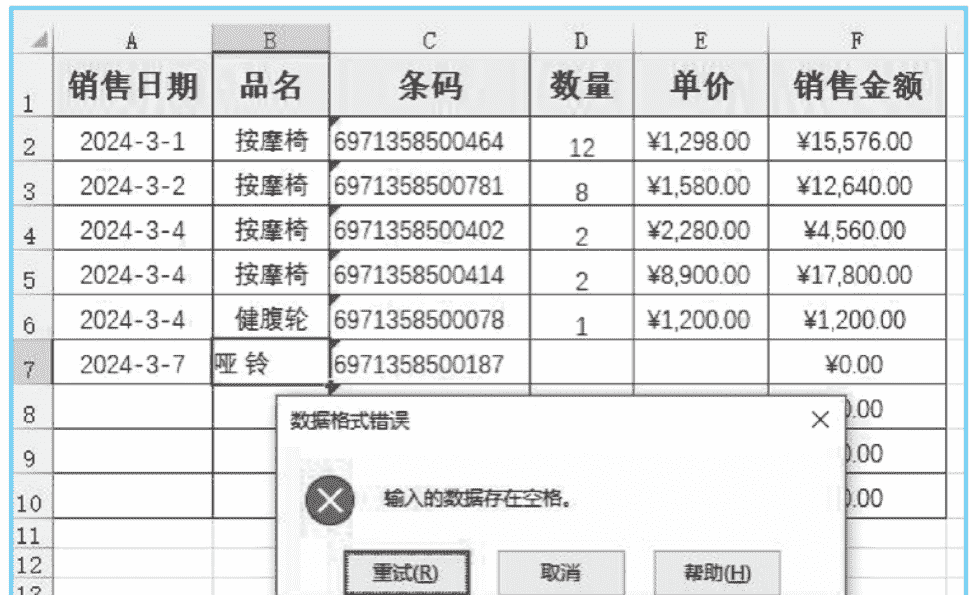 A B C D E F
1 销售日期 品名 条码 数量 单价 销售金额
2 2024-3-1 按摩椅 6971358500464 12 ¥1,298.00 ¥15,576.00
3 2024-3-2 按摩椅 6971358500781 8 ¥1,580.00 ¥12,640.00
4 2024-3-4 按摩椅 6971358500402 2 ¥2,280.00 ¥4,560.00
5 2024-3-4 按摩椅 6971358500414 2 ¥8,900.00 ¥17,800.00
6 2024-3-4 健腹轮 6971358500078 1 ¥1,200.00 ¥1,200.00
7 2024-3-7 哑 铃 6971358500187 ¥0.00
8 0.00
数据格式错误
9 0.00
10 0.00
输入的数据存在空格。
11
12
重试(R) 取消 帮助(H)